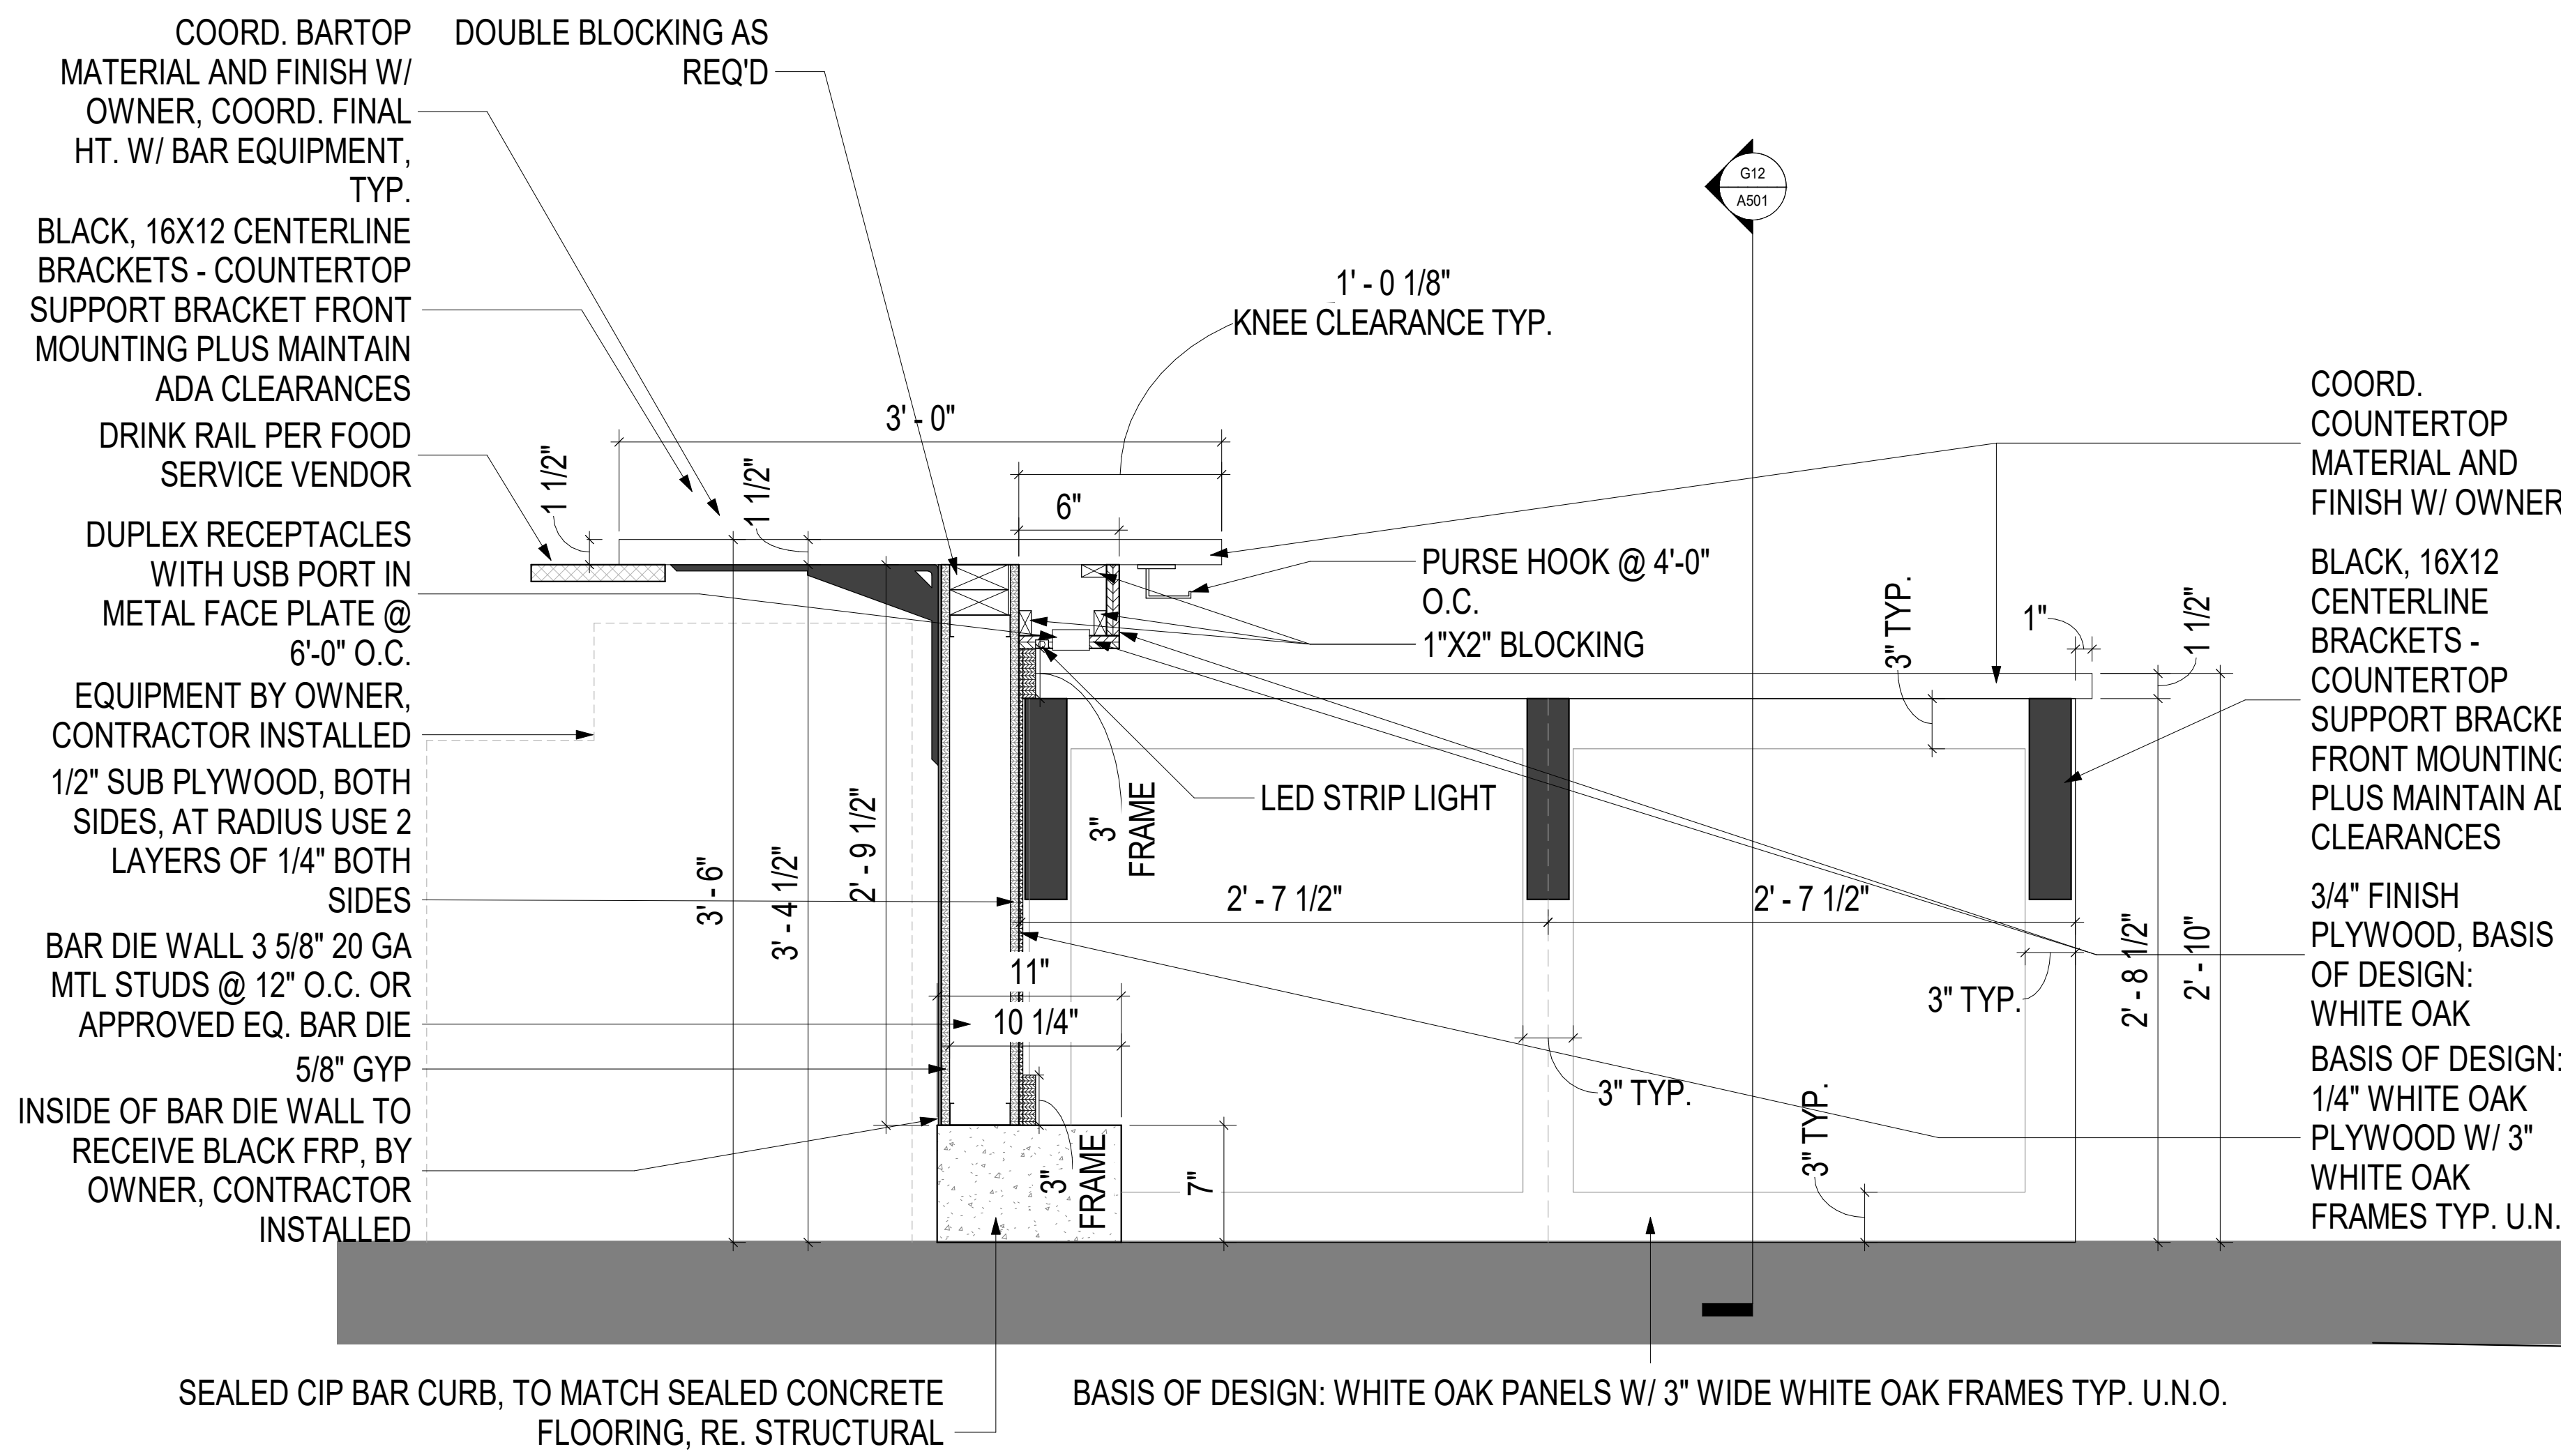 COORD. BARTOP
MATERIAL AND FINISH W/
OWNER, COORD. FINAL
HT. W/ BAR EQUIPMENT,
TYP.
BLACK, 16X12 CENTERLINE
BRACKETS - COUNTERTOP
SUPPORT BRACKET FRONT
MOUNTING PLUS MAINTAIN
ADA CLEARANCES
DRINK RAIL PER FOOD
SERVICE VENDOR
DUPLEX RECEPTACLES
WITH USB PORT IN
METAL FACE PLATE @
6'-0" O.C.
EQUIPMENT BY OWNER,
CONTRACTOR INSTALLED
1/2" SUB PLYWOOD, BOTH
SIDES, AT RADIUS USE 2
LAYERS OF 1/4" BOTH
SIDES
BAR DIE WALL 3 5/8" 20 GA
MTL STUDS @ 12" O.C. OR
APPROVED EQ. BAR DIE
5/8" GYP
INSIDE OF BAR DIE WALL TO
RECEIVE BLACK FRP, BY
OWNER, CONTRACTOR
INSTALLED
DOUBLE BLOCKING AS
REQ'D
G12
A501
1' - 0 1/8"
KNEE CLEARANCE TYP.
3' - 0"
1 1/2"
1 1/2"
6"
PURSE HOOK @ 4'-0"
O.C.
1"X2" BLOCKING
3" TYP.
1"
1 1/2"
LED STRIP LIGHT
3"
FRAME
3' - 6"
3' - 4 1/2"
2' - 9 1/2"
2' - 7 1/2"
2' - 7 1/2"
11"
10 1/4"
3" TYP.
2' - 8 1/2"
2' - 10"
3" TYP.
3" TYP.
3"
FRAME
7"
COORD.
COUNTERTOP
MATERIAL AND
FINISH W/ OWNER
BLACK, 16X12
CENTERLINE
BRACKETS -
COUNTERTOP
SUPPORT BRACKE
FRONT MOUNTING
PLUS MAINTAIN AD
CLEARANCES
3/4" FINISH
PLYWOOD, BASIS
OF DESIGN:
WHITE OAK
BASIS OF DESIGN:
1/4" WHITE OAK
PLYWOOD W/ 3"
WHITE OAK
FRAMES TYP. U.N.
SEALED CIP BAR CURB, TO MATCH SEALED CONCRETE
FLOORING, RE. STRUCTURAL
BASIS OF DESIGN: WHITE OAK PANELS W/ 3" WIDE WHITE OAK FRAMES TYP. U.N.O.